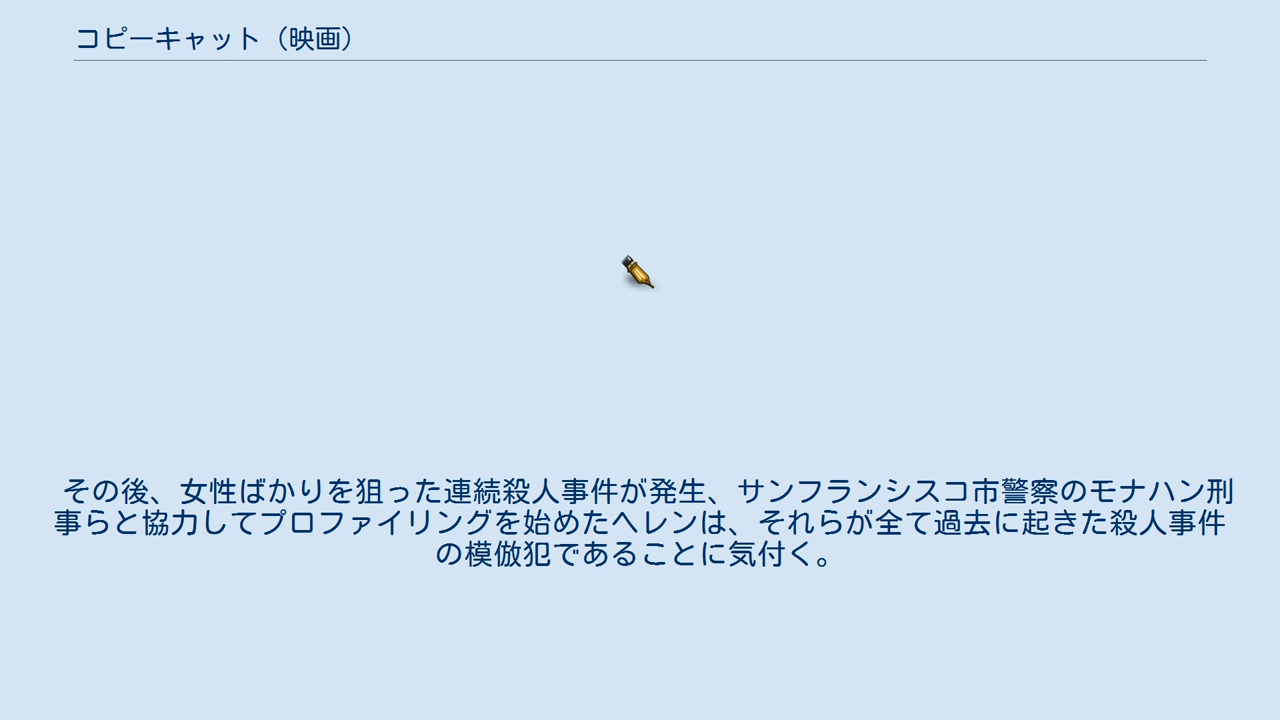 コピーキャット（映画）
その後、女性ばかりを狙った連続殺人事件が発生、サンフランシスコ市警察のモナハン刑
事らと協力してプロファイリングを始めたヘレンは、それらが全て過去に起きた殺人事件
の模倣犯であることに気付く。